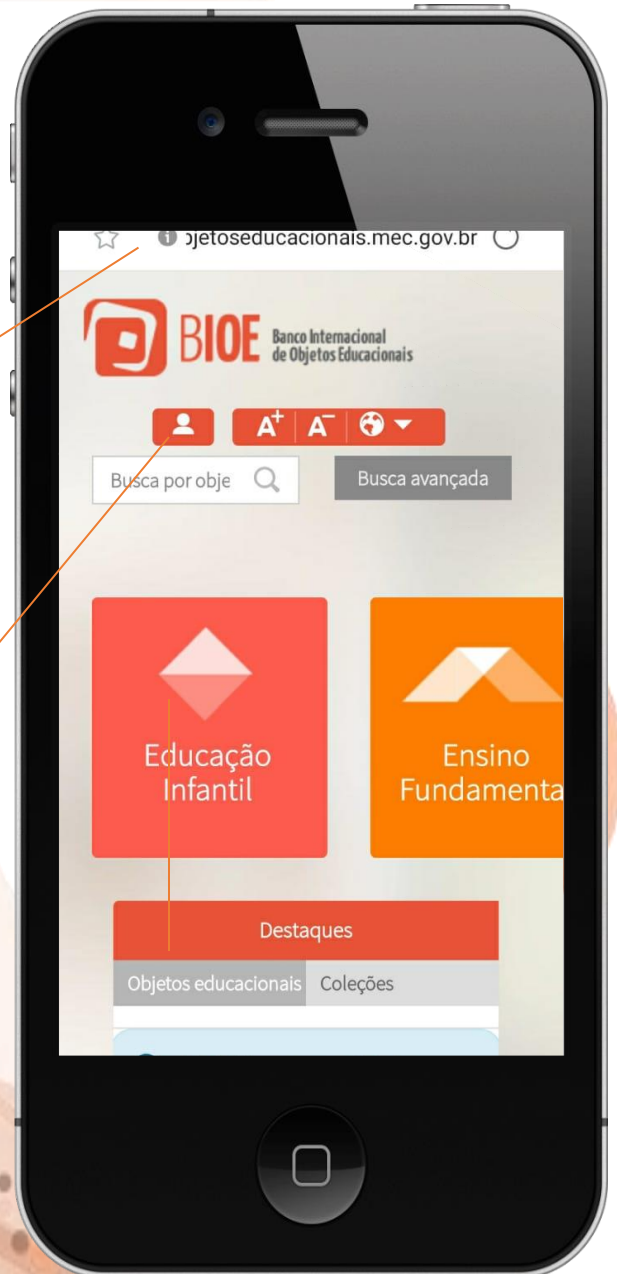 ojetoseducacionais.mec.gov.br
BIOE Banco Internacional
de Objetos Educacionais
A+ A-
Busca por obje
Busca avançada
Educação
Infantil
Ensino
Fundamenta
Destaques
Objetos educacionais Coleções